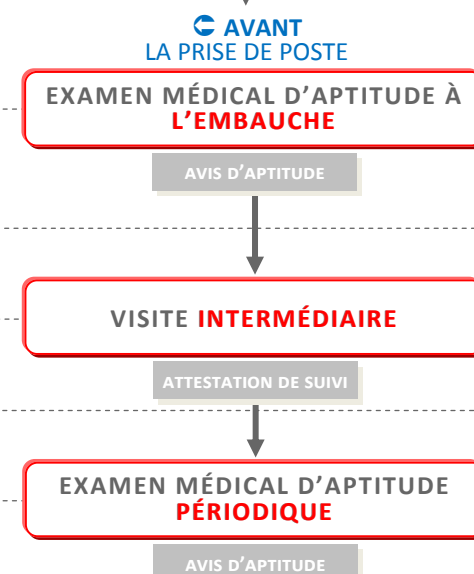 AVANT
LA PRISE DE POSTE
EXAMEN MÉDICAL D'APTITUDE À
L'EMBAUCHE
AVIS D'APTITUDE
VISITE INTERMÉDIAIRE
ATTESTATION DE SUIVI
EXAMEN MÉDICAL D'APTITUDE
PÉRIODIQUE
AVIS D'APTITUDE